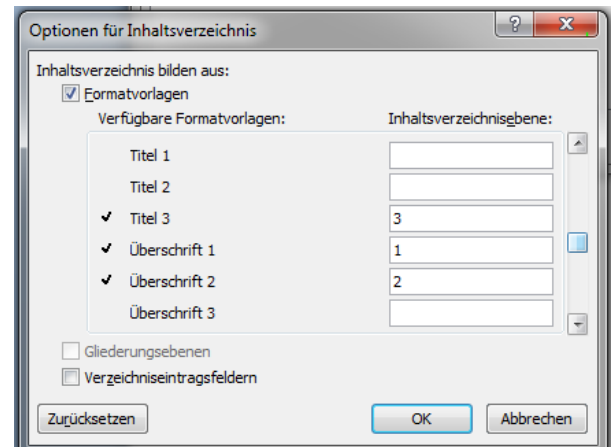 Optionen für Inhaltsverzeichnis
Inhaltsverzeichnis bilden aus:
Formatvorlagen
Verfügbare Formatvorlagen: Inhaltsverzeichnisebene:
Titel 1
Titel 2
Titel 3 3
Überschrift 1 1
Überschrift 2 2
Überschrift 3
Gliederungsebenen
Verzeichniseintragsfeldern
Zurücksetzen OK Abbrechen